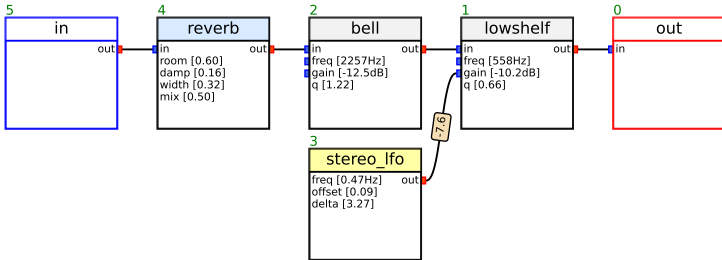 5
in
out
4
reverb
in
out
room [0.60]
damp [0.16]
width [0.32]
mix [0.50]
2
bell
in
out
freq [2257Hz]
gain [-12.5dB]
q [1.22]
1
lowshelf
in
out
freq [558Hz]
gain [-10.2dB]
q [0.66]
0
out
in
-7.6
3
stereo_lfo
freq [0.47Hz]
out
offset [0.09]
delta [3.27]